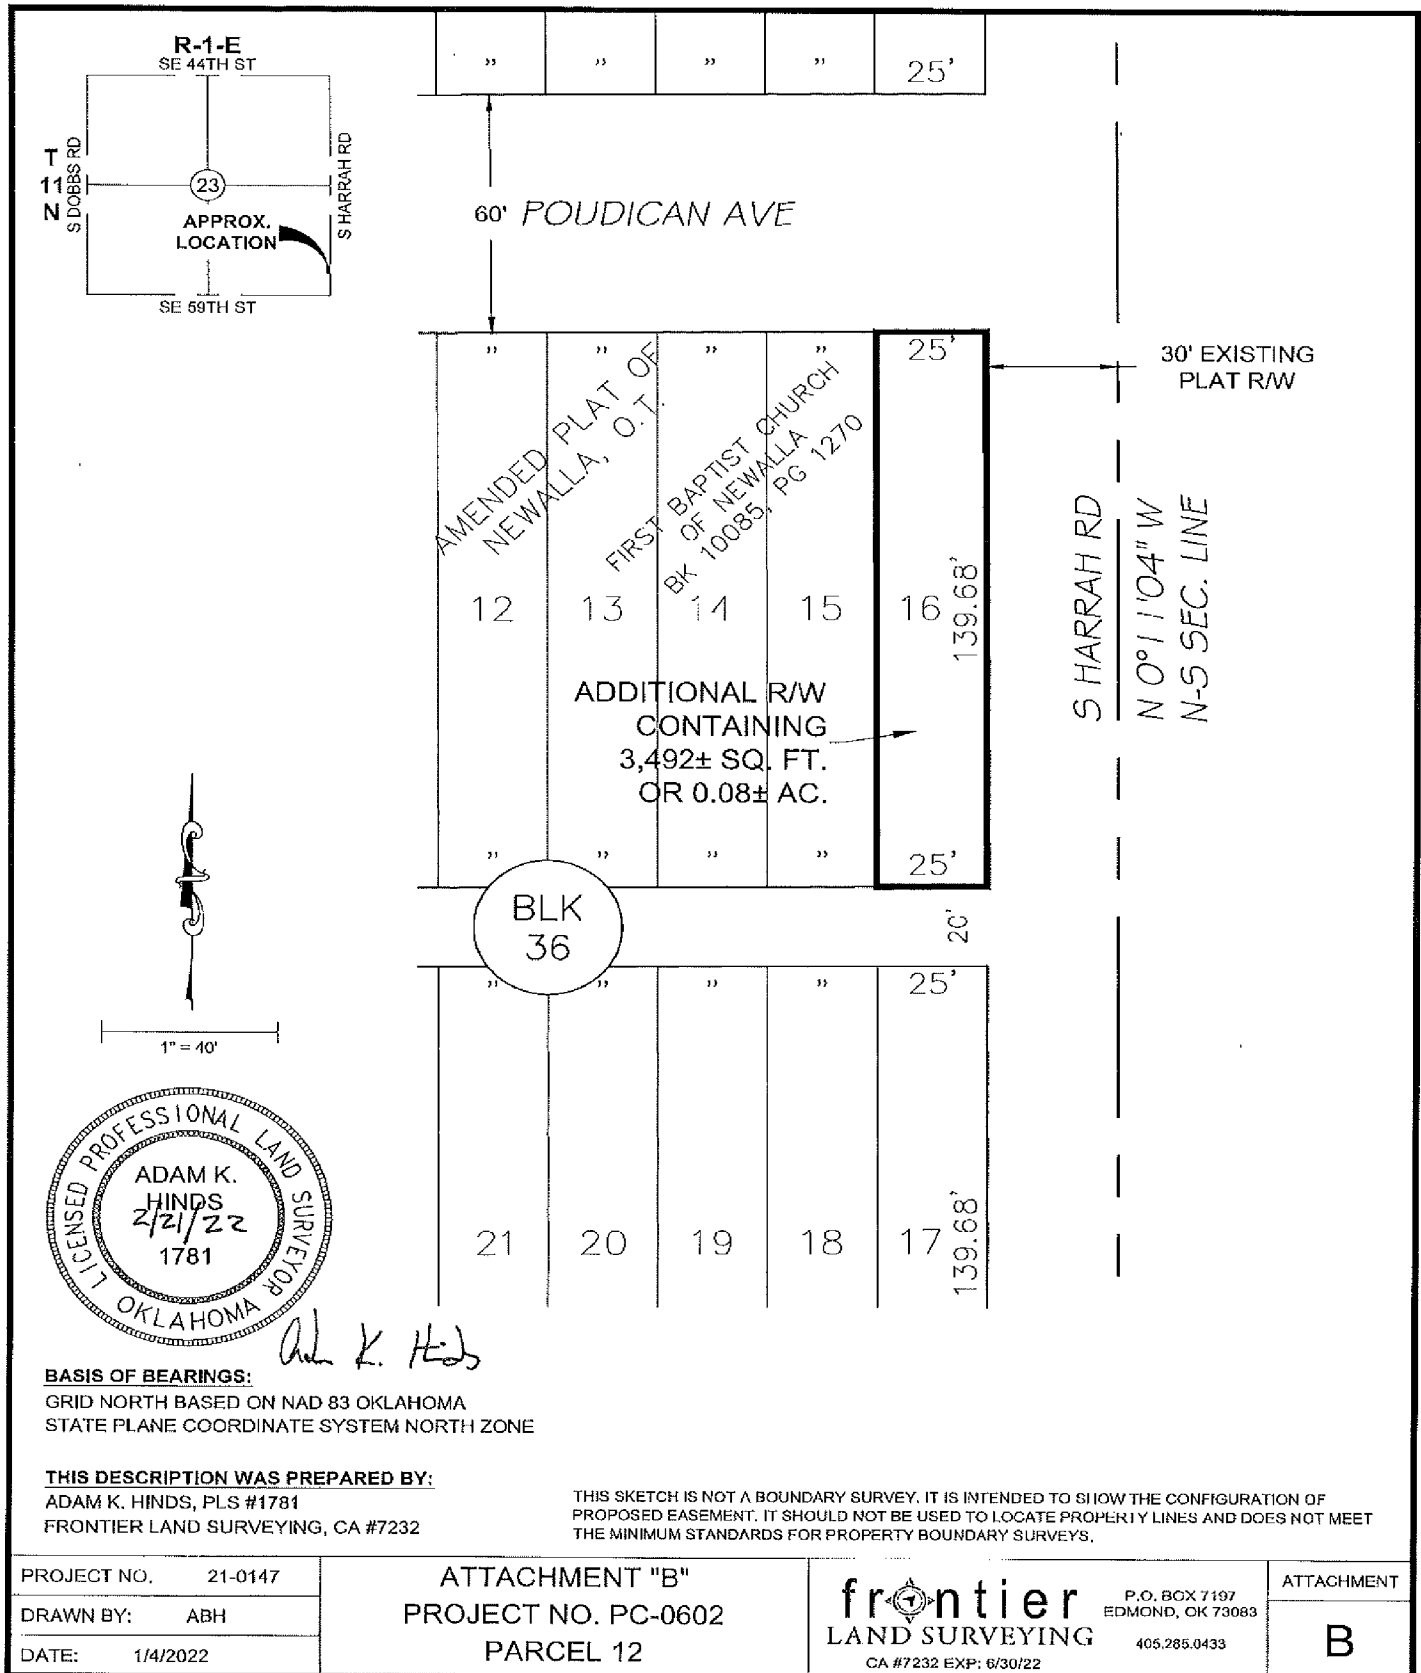 R-1-E
SE 44TH ST
T
11
N
S DOBBS RD
23
S HARRAH RD
APPROX.
LOCATION
SE 59TH ST
" " " " 25'
60' POUDICAN AVE
" " " " 25'
30' EXISTING
PLAT R/W
AMENDED PLAT OF
NEWALLA, O.T.
FIRST BAPTIST CHURCH
OF NEWALLA
BK 10085, PG 1270
12 13 14 15 16
139.68'
S HARRAH RD
N 0°11'04" W
N-S SEC. LINE
ADDITIONAL R/W
CONTAINING
3,492± SQ. FT.
OR 0.08± AC.
" " " " 25'
BLK
36
20'
" " " " 25'
1" = 40'
21 20 19 18 17
139.68'
LICENSED PROFESSIONAL LAND SURVEYOR
OKLAHOMA
ADAM K.
HINDS
2/21/22
1781
Adam K. Hinds
BASIS OF BEARINGS:
GRID NORTH BASED ON NAD 83 OKLAHOMA
STATE PLANE COORDINATE SYSTEM NORTH ZONE
THIS DESCRIPTION WAS PREPARED BY:
ADAM K. HINDS, PLS #1781
FRONTIER LAND SURVEYING, CA #7232
THIS SKETCH IS NOT A BOUNDARY SURVEY. IT IS INTENDED TO SHOW THE CONFIGURATION OF
PROPOSED EASEMENT. IT SHOULD NOT BE USED TO LOCATE PROPERTY LINES AND DOES NOT MEET
THE MINIMUM STANDARDS FOR PROPERTY BOUNDARY SURVEYS.
PROJECT NO. 21-0147
DRAWN BY: ABH
DATE: 1/4/2022
ATTACHMENT "B"
PROJECT NO. PC-0602
PARCEL 12
frontier
LAND SURVEYING
CA #7232 EXP: 6/30/22
P.O. BOX 7197
EDMOND, OK 73083
405.285.0433
ATTACHMENT
B